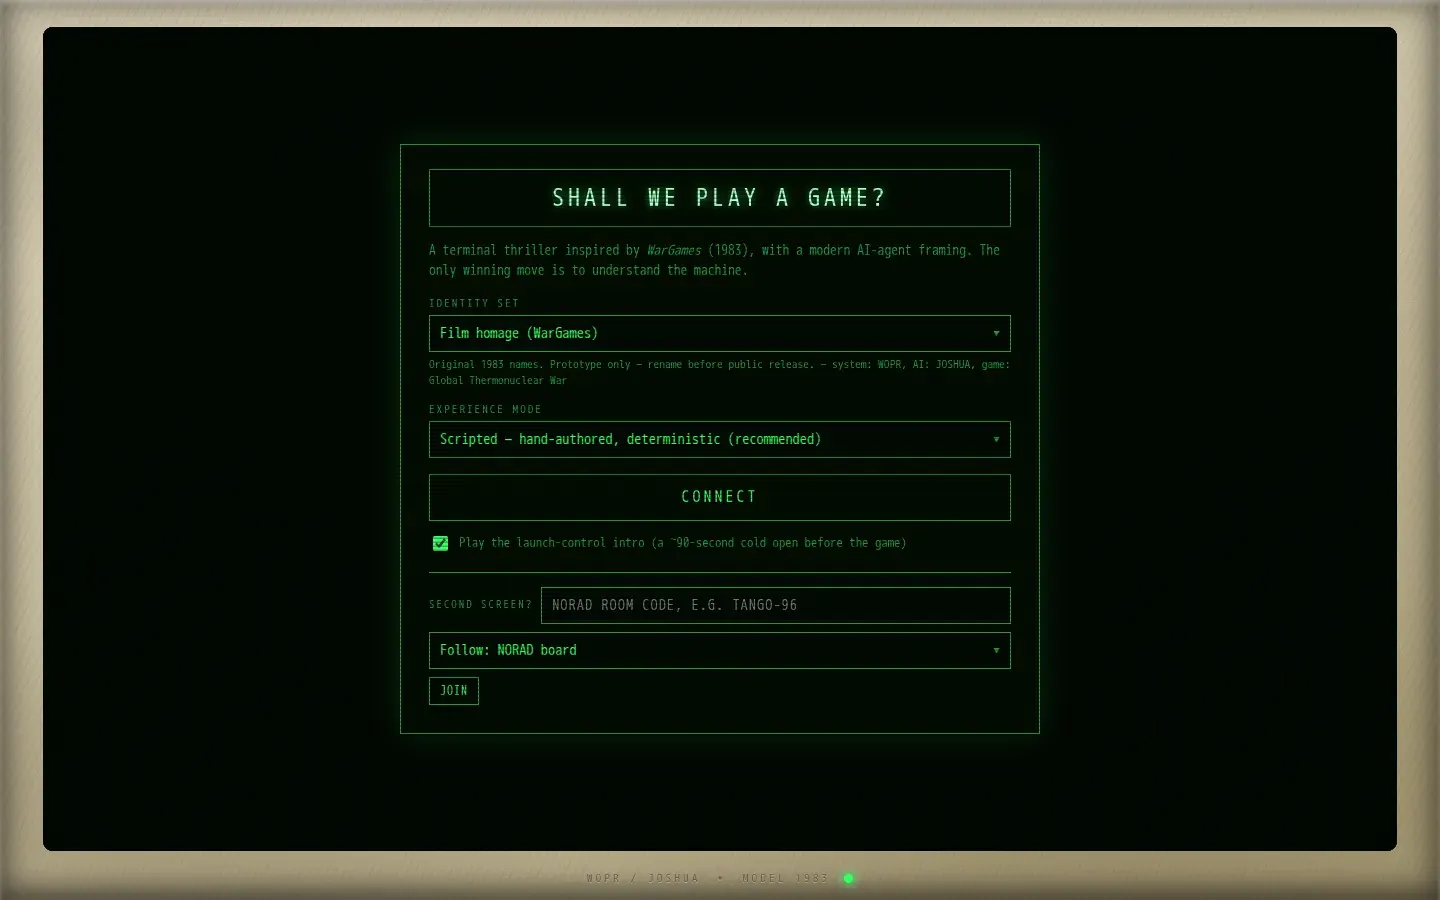 SHALL WE PLAY A GAME?
A terminal thriller inspired by WarGames (1983), with a modern AI-agent framing. The
only winning move is to understand the machine.
IDENTITY SET
Film homage (WarGames)
Original 1983 names. Prototype only — rename before public release. — system: WOPR, AI: JOSHUA, game:
Global Thermonuclear War
EXPERIENCE MODE
Scripted — hand-authored, deterministic (recommended)
CONNECT
Play the launch-control intro (a ~90-second cold open before the game)
SECOND SCREEN? NORAD ROOM CODE, E.G. TANGO-96
Follow: NORAD board
JOIN
WOPR / JOSHUA • MODEL 1983